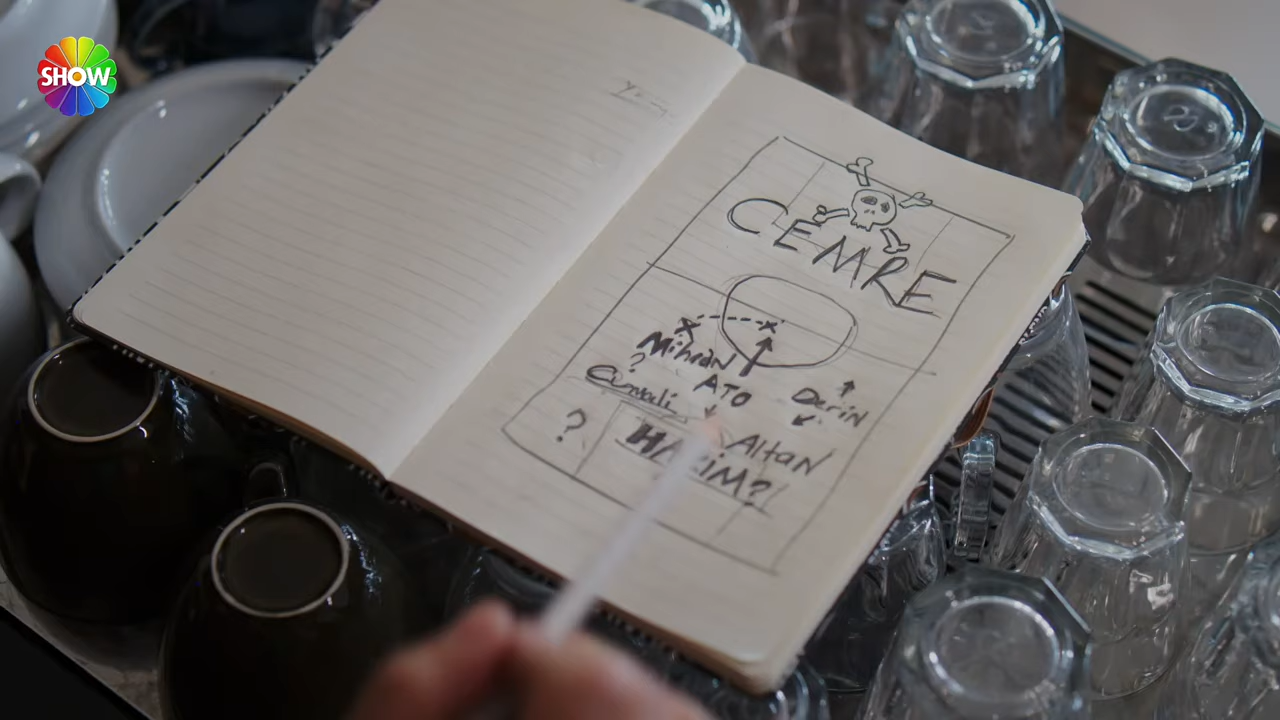 SHOW
CEMRE
Mihran
?
ATO
Cumali
Derin
?
Altan
HAKİM?